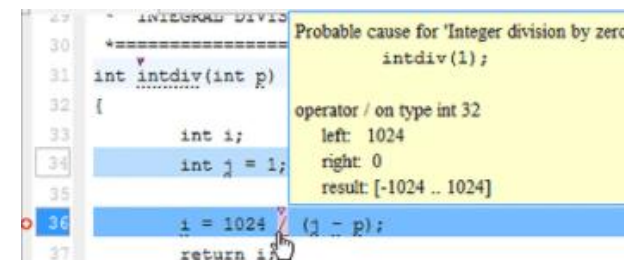 29 * INTEGRAL DIVIS
30 *================
31 int intdiv(int p)
32 {
33 int i;
34 int j = 1;
35
36 i = 1024 / (j - p);
37 return i;
Probable cause for 'Integer division by zero
intdiv(1);
operator / on type int 32
left: 1024
right: 0
result: [-1024 .. 1024]